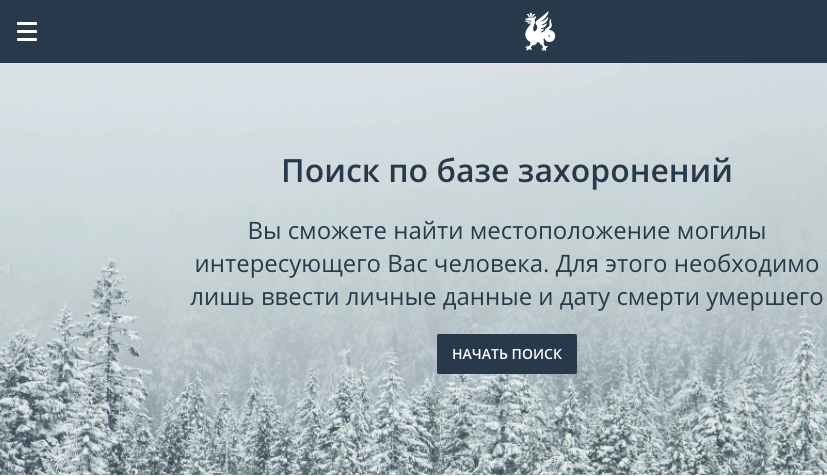 Поиск по базе захоронений
Вы сможете найти местоположение могилы
интересующего Вас человека. Для этого необходимо
лишь ввести личные данные и дату смерти умершего
НАЧАТЬ ПОИСК